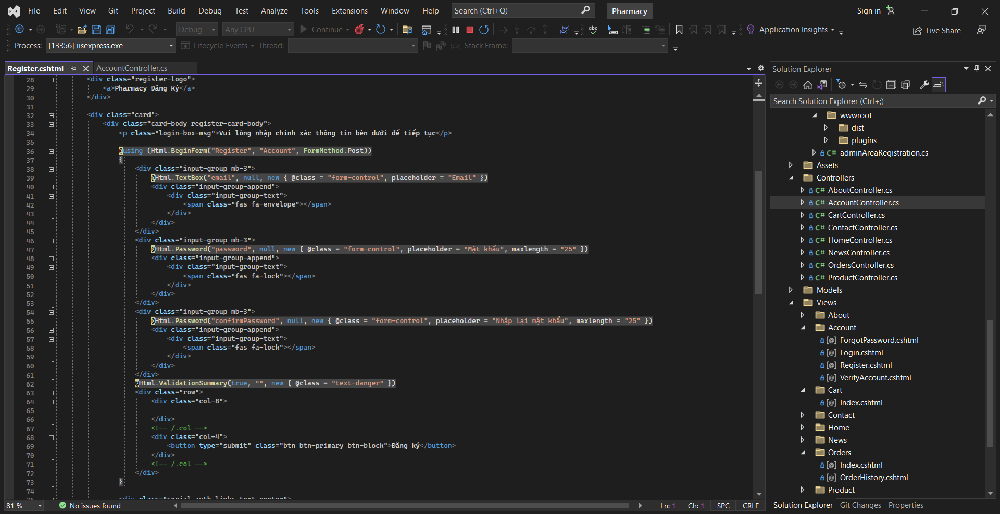 File Edit View Git Project Build Debug Test Analyze Tools Extensions Window Help Search (Ctrl+Q) Pharmacy Sign in
Debug Any CPU Continue Application Insights Live Share
Process: [13356] iisexpress.exe Lifecycle Events Thread: Stack Frame:
Register.cshtml AccountController.cs
28 <div class="register-logo">
29 <a>Pharmacy Đăng Ký</a>
30 </div>
31
32 <div class="card">
33 <div class="card-body register-card-body">
34 <p class="login-box-msg">Vui lòng nhập chính xác thông tin bên dưới để tiếp tục</p>
35
36 @using (Html.BeginForm("Register", "Account", FormMethod.Post))
37 {
38 <div class="input-group mb-3">
39 @Html.TextBox("email", null, new { @class = "form-control", placeholder = "Email" })
40 <div class="input-group-append">
41 <div class="input-group-text">
42 <span class="fas fa-envelope"></span>
43 </div>
44 </div>
45 </div>
46 <div class="input-group mb-3">
47 @Html.Password("password", null, new { @class = "form-control", placeholder = "Mật khẩu", maxlength = "25" })
48 <div class="input-group-append">
49 <div class="input-group-text">
50 <span class="fas fa-lock"></span>
51 </div>
52 </div>
53 </div>
54 <div class="input-group mb-3">
55 @Html.Password("confirmPassword", null, new { @class = "form-control", placeholder = "Nhập lại mật khẩu", maxlength = "25" })
56 <div class="input-group-append">
57 <div class="input-group-text">
58 <span class="fas fa-lock"></span>
59 </div>
60 </div>
61 </div>
62 @Html.ValidationSummary(true, "", new { @class = "text-danger" })
63 <div class="row">
64 <div class="col-8">
65
66 </div>
67 <!-- /.col -->
68 <div class="col-4">
69 <button type="submit" class="btn btn-primary btn-block">Đăng ký</button>
70 </div>
71 <!-- /.col -->
72 </div>
73 }
74
75 <div class="social-auth-links text-center">
81 % No issues found Ln: 1 Ch: 1 SPC CRLF
Solution Explorer
Search Solution Explorer (Ctrl+;)
wwwroot
dist
plugins
C# adminAreaRegistration.cs
Assets
Controllers
C# AboutController.cs
C# AccountController.cs
C# CartController.cs
C# ContactController.cs
C# HomeController.cs
C# NewsController.cs
C# OrdersController.cs
C# ProductController.cs
Models
Views
About
Account
[@] ForgotPassword.cshtml
[@] Login.cshtml
[@] Register.cshtml
[@] VerifyAccount.cshtml
Cart
[@] Index.cshtml
Contact
Home
News
Orders
[@] Index.cshtml
[@] OrderHistory.cshtml
Product
Solution Explorer Git Changes Properties